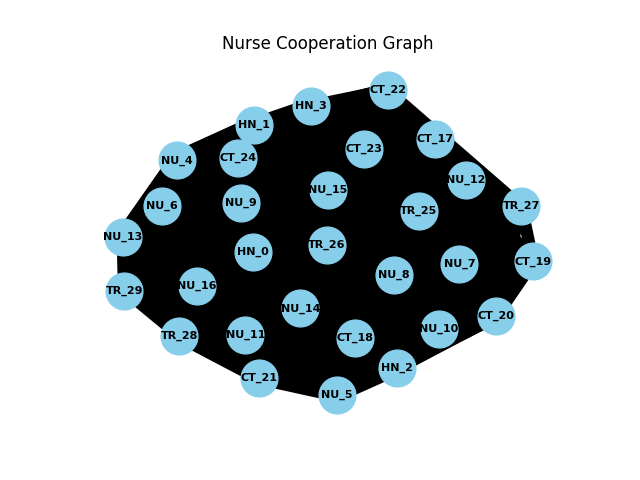 Nurse Cooperation Graph
CT_22
HN_3
HN_1
CT_17
CT_23
CT_24
NU_4
NU_12
NU_15
NU_9
NU_6
TR_27
TR_25
NU_13
TR_26
HN_0
CT_19
NU_7
NU_8
NU_16
TR_29
NU_14
CT_20
NU_10
NU_11
TR_28
CT_18
HN_2
CT_21
NU_5